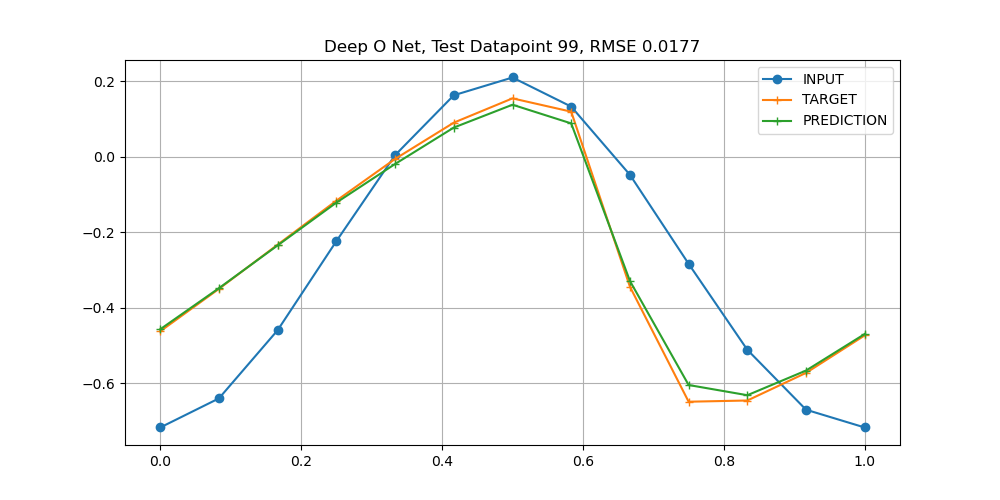 Deep O Net, Test Datapoint 99, RMSE 0.0177
INPUT
TARGET
PREDICTION
0.2
0.0
−0.2
−0.4
−0.6
0.0 0.2 0.4 0.6 0.8 1.0